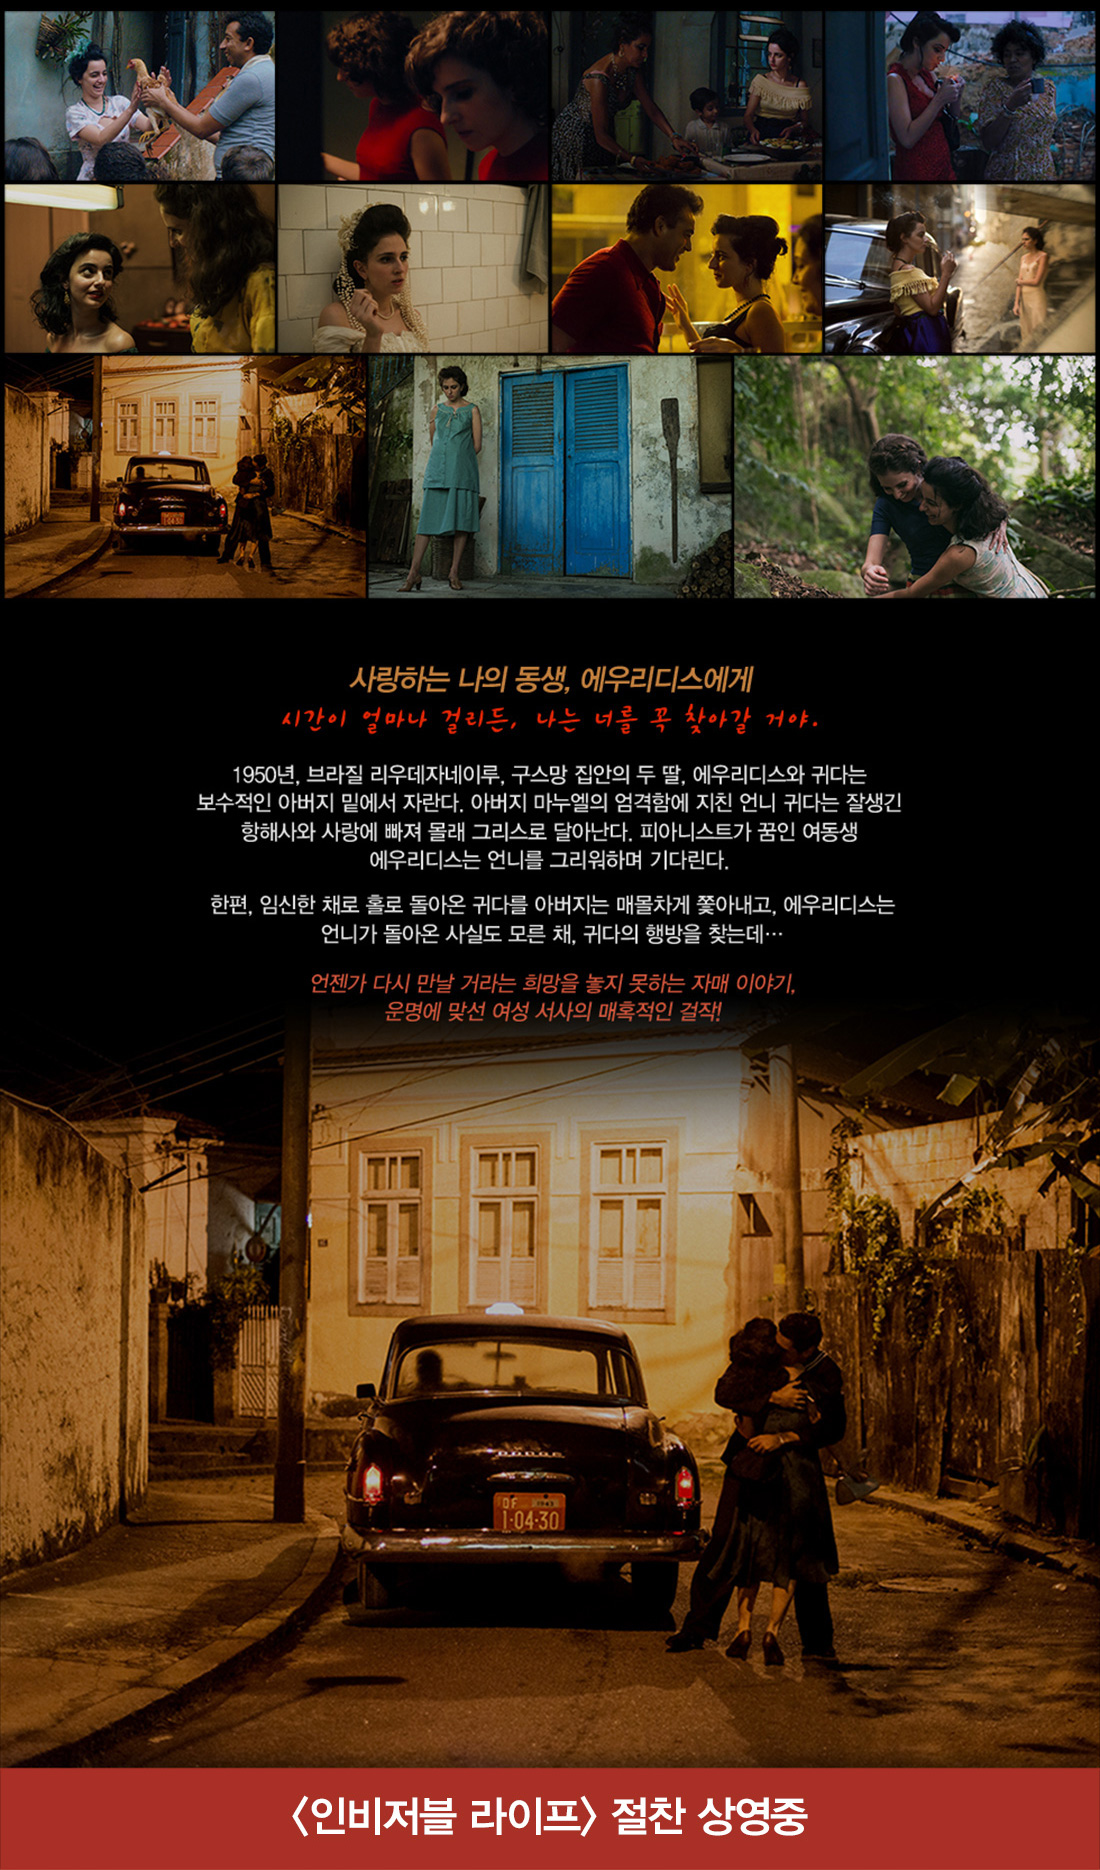 사랑하는 나의 동생, 에우리디스에게
시간이 얼마나 걸리든, 나는 너를 꼭 찾아갈 거야.
1950년, 브라질 리우데자네이루, 구스망 집안의 두 딸, 에우리디스와 귀다는
보수적인 아버지 밑에서 자란다. 아버지 마누엘의 엄격함에 지친 언니 귀다는 잘생긴
항해사와 사랑에 빠져 몰래 그리스로 달아난다. 피아니스트가 꿈인 여동생
에우리디스는 언니를 그리워하며 기다린다.
한편, 임신한 채로 홀로 돌아온 귀다를 아버지는 매몰차게 쫓아내고, 에우리디스는
언니가 돌아온 사실도 모른 채, 귀다의 행방을 찾는데…
언젠가 다시 만날 거라는 희망을 놓지 못하는 자매 이야기,
운명에 맞선 여성 서사의 매혹적인 걸작!
DODGE
DF 1943
1·04·30
<인비저블 라이프> 절찬 상영중